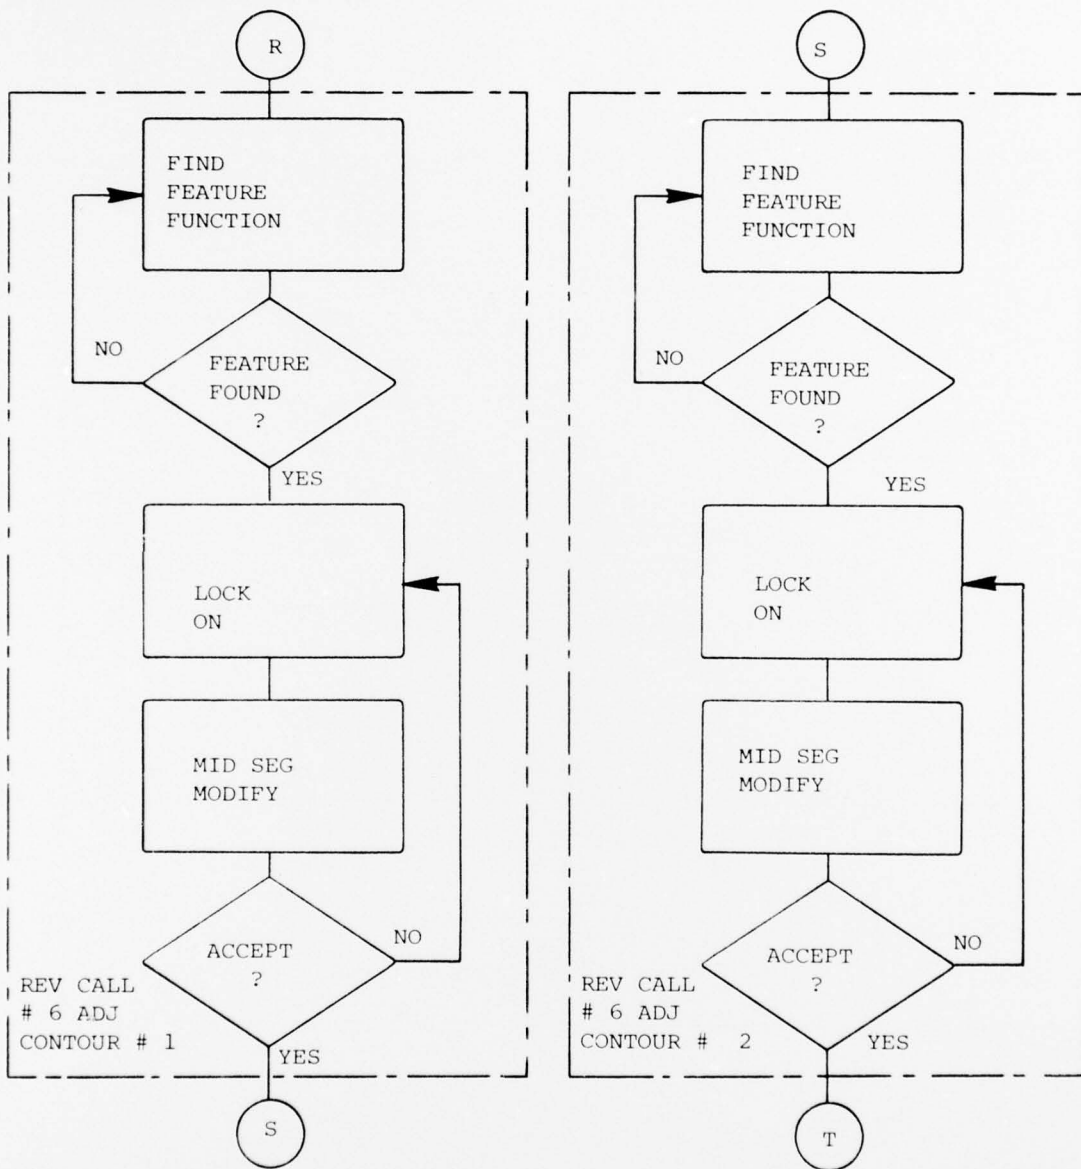 R
FIND
FEATURE
FUNCTION
NO
FEATURE
FOUND
?
YES
LOCK
ON
MID SEG
MODIFY
ACCEPT
?
NO
REV CALL
# 6 ADJ
CONTOUR # 1
YES
S
S
FIND
FEATURE
FUNCTION
NO
FEATURE
FOUND
?
YES
LOCK
ON
MID SEG
MODIFY
ACCEPT
?
NO
REV CALL
# 6 ADJ
CONTOUR # 2
YES
T